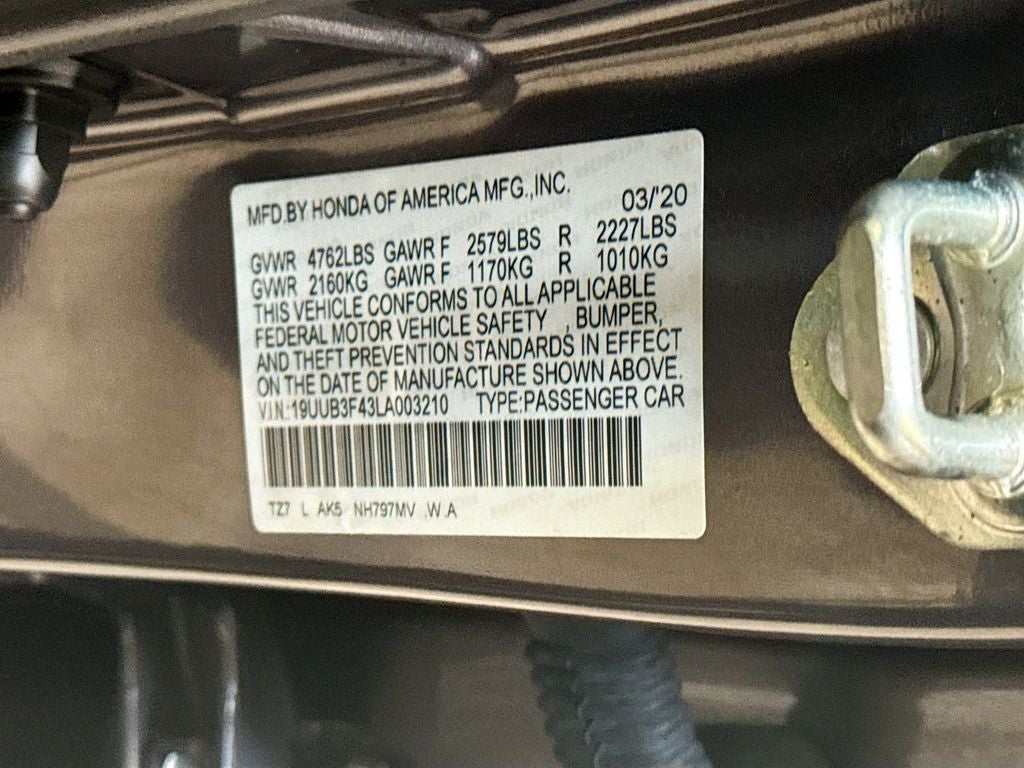 MFD.BY HONDA OF AMERICA MFG.,INC. 03/'20
GVWR 4762LBS GAWR F 2579LBS R 2227LBS
GVWR 2160KG GAWR F 1170KG R 1010KG
THIS VEHICLE CONFORMS TO ALL APPLICABLE
FEDERAL MOTOR VEHICLE SAFETY , BUMPER,
AND THEFT PREVENTION STANDARDS IN EFFECT
ON THE DATE OF MANUFACTURE SHOWN ABOVE.
VIN:19UUB3F43LA003210 TYPE:PASSENGER CAR
TZ7 L AK5 NH797MV .W.A